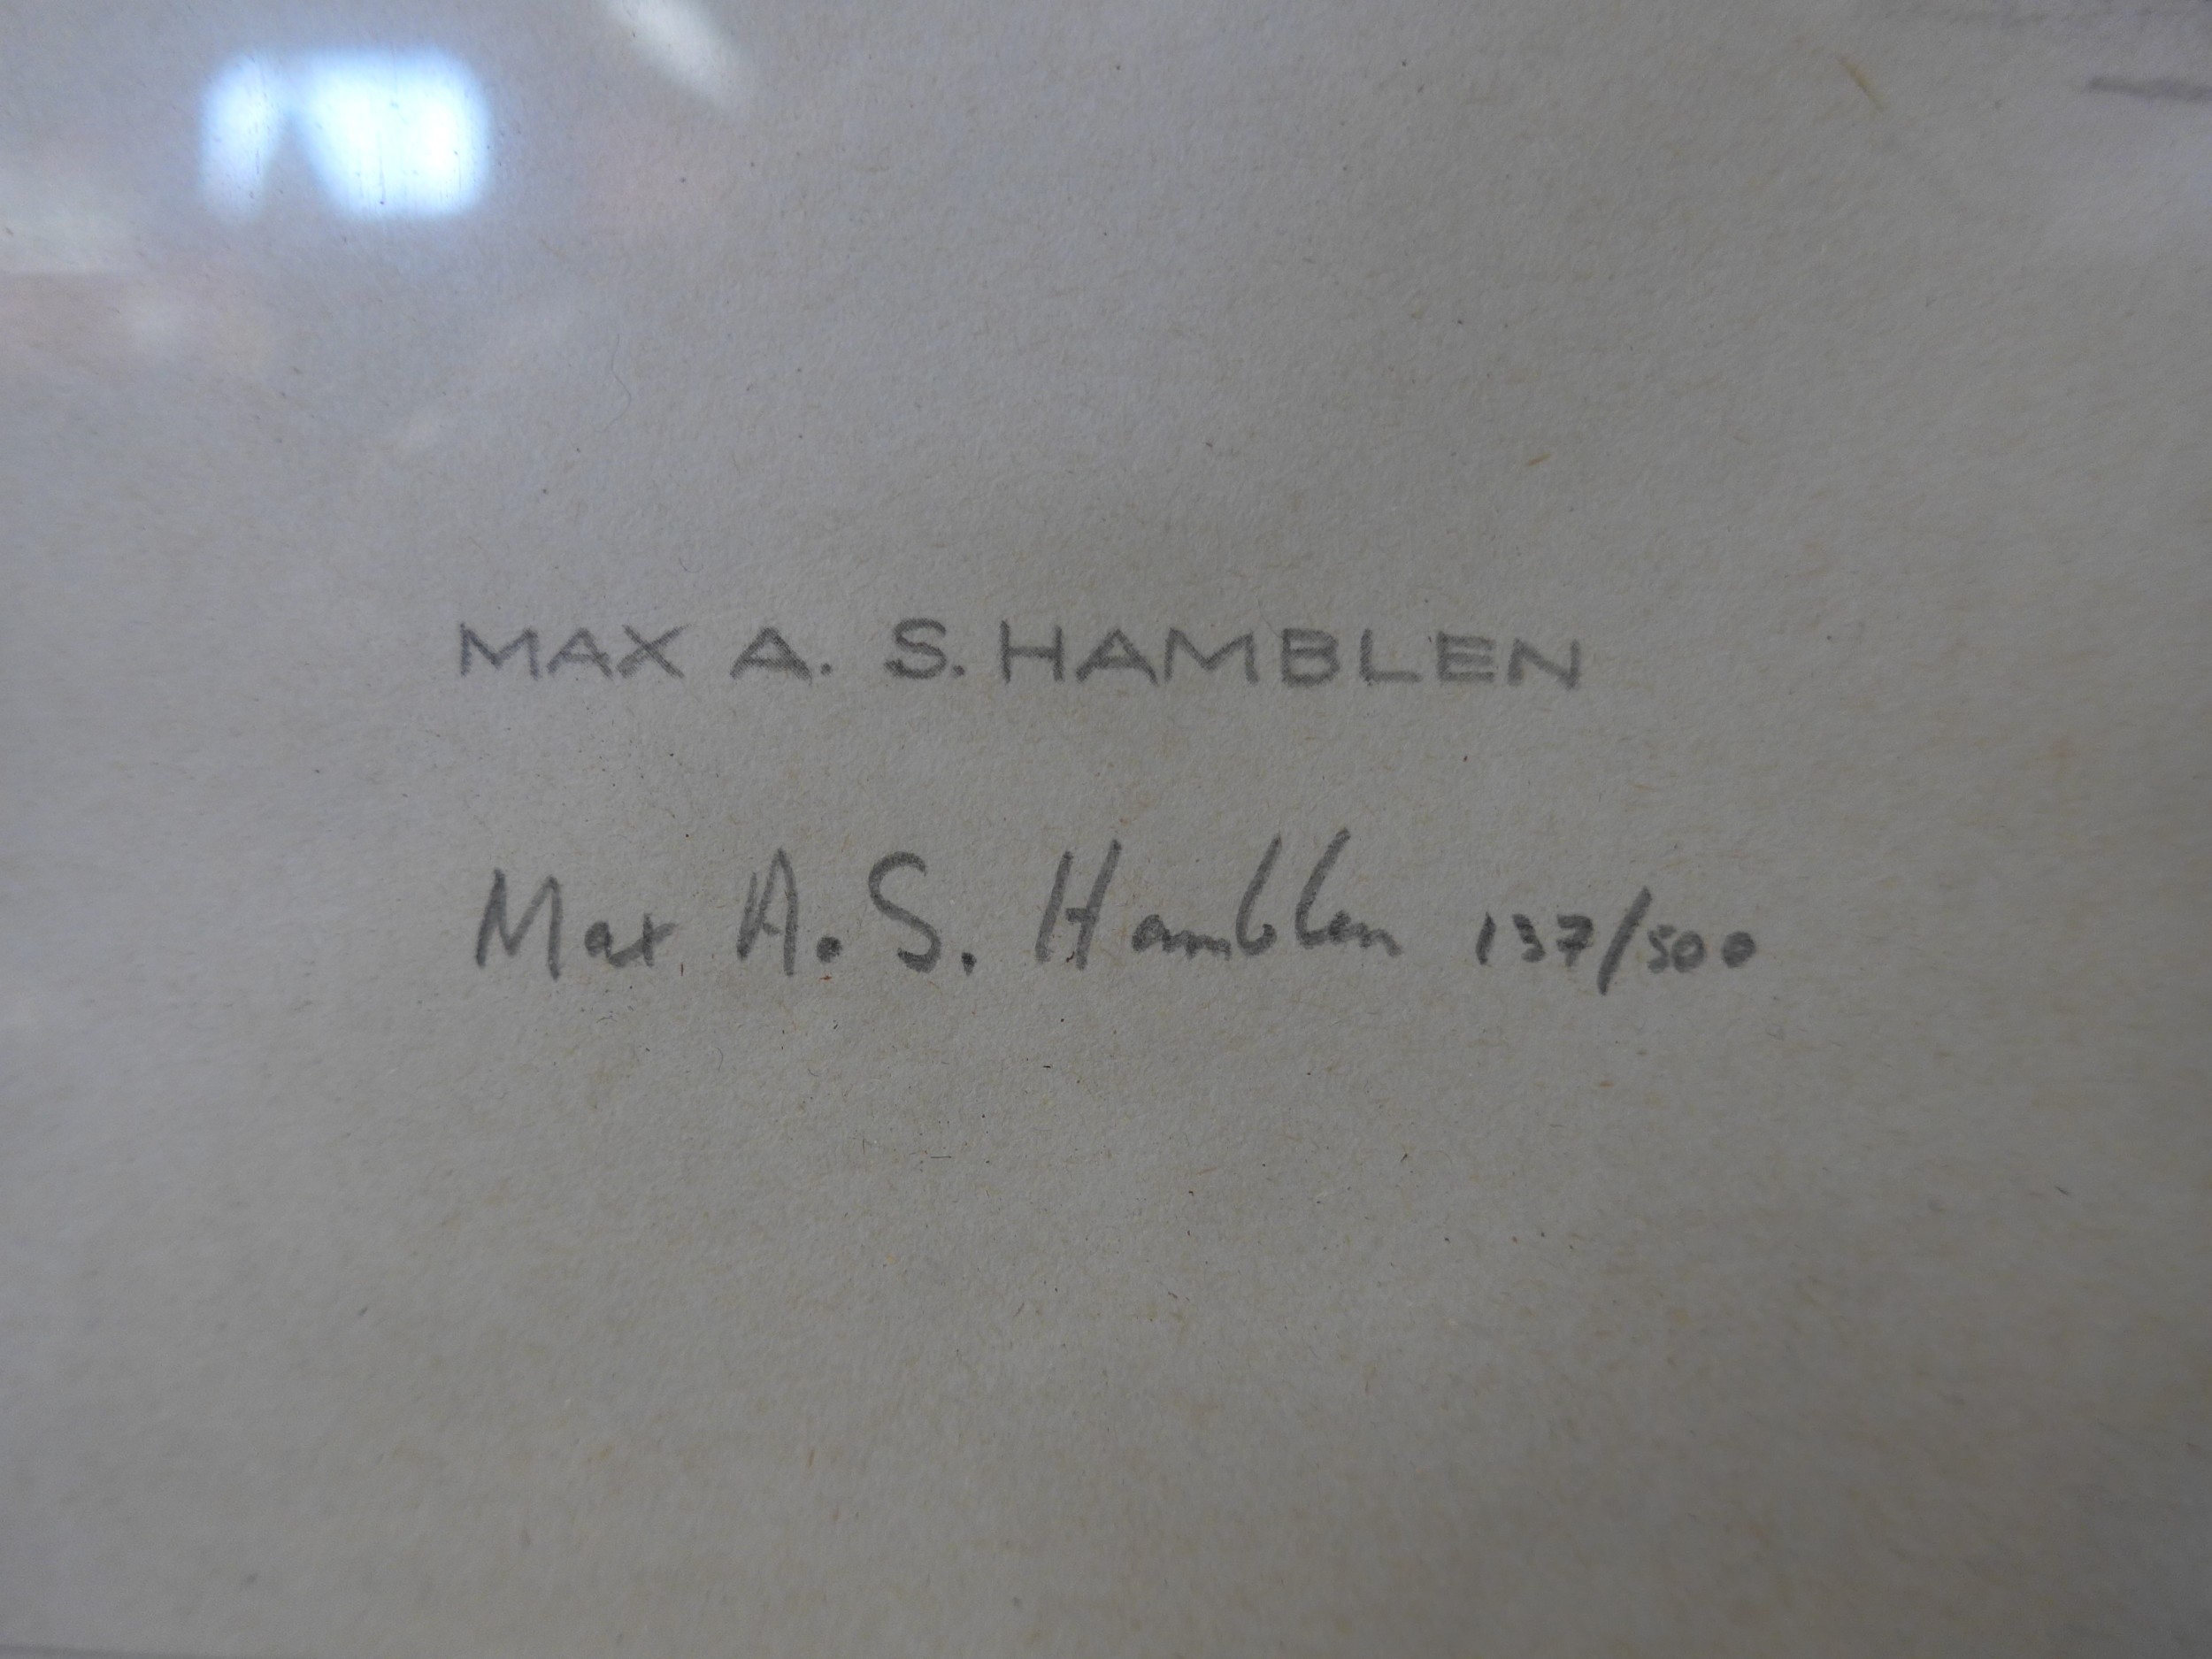 MAX A. S. HAMBLEN
Max A. S. Hamblen 137/500